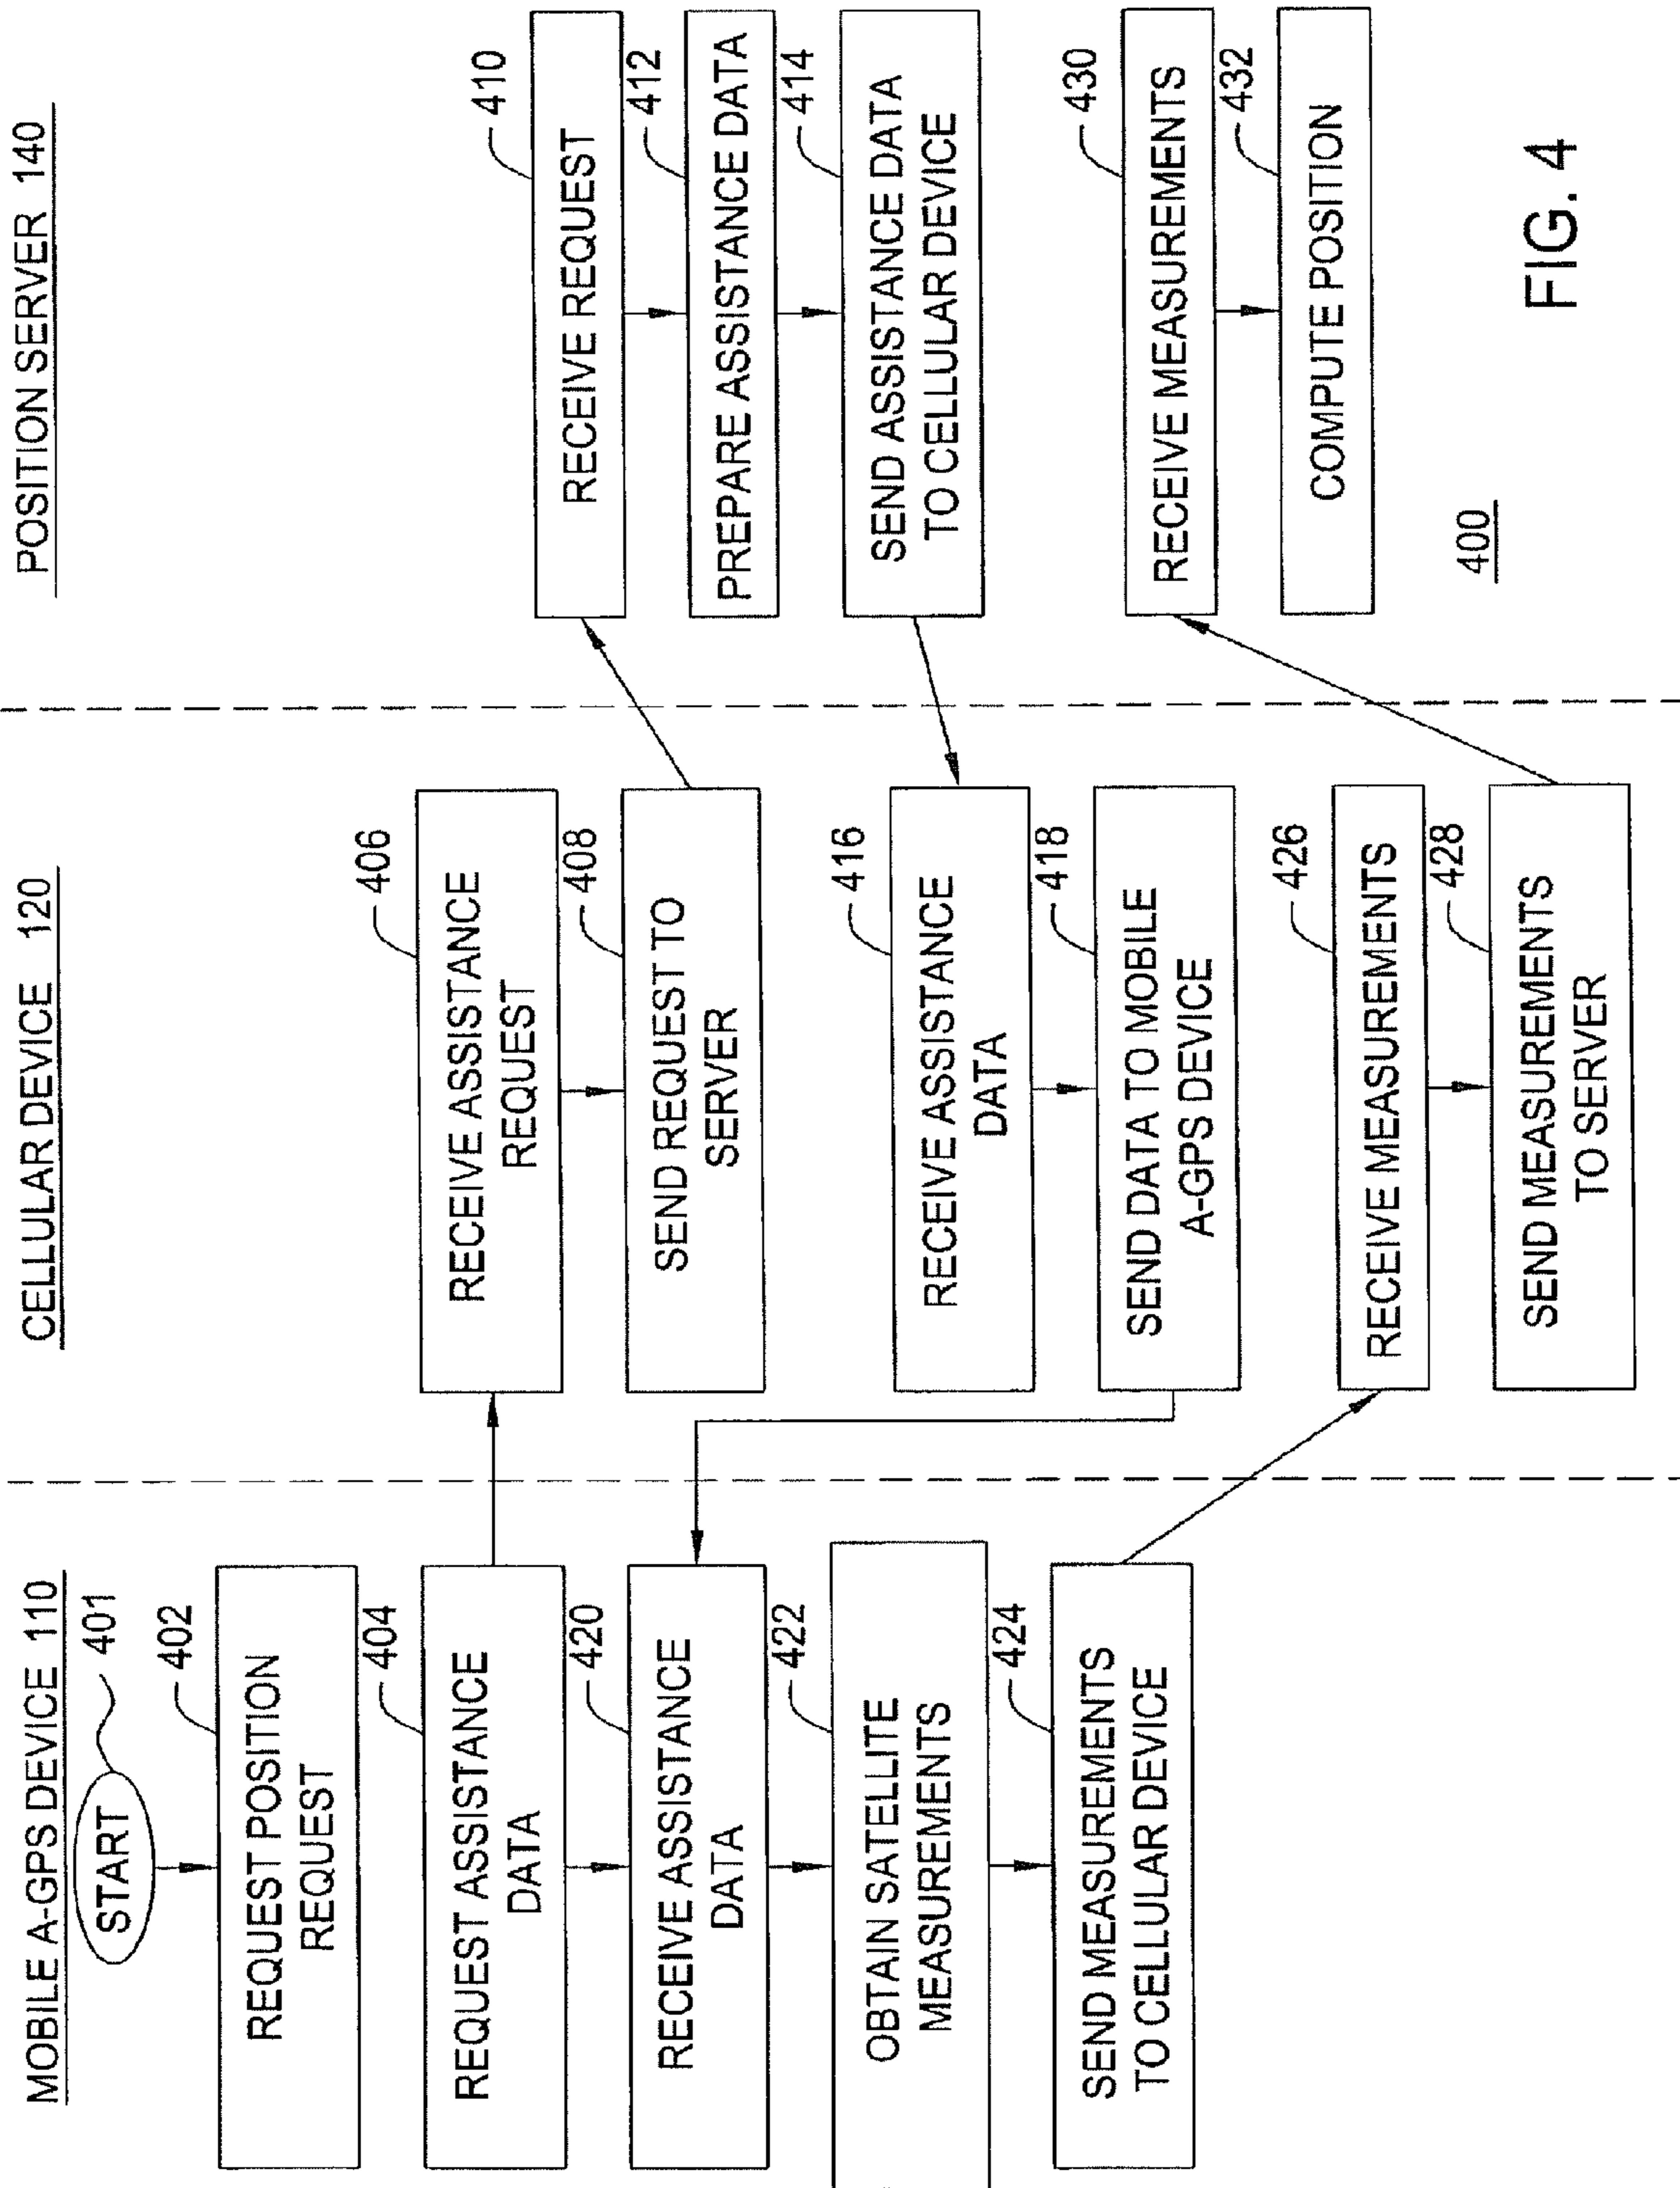 MOBILE A-GPS DEVICE 110
START
401
402
REQUEST POSITION
REQUEST
404
REQUEST ASSISTANCE
DATA
420
RECEIVE ASSISTANCE
DATA
422
OBTAIN SATELLITE
MEASUREMENTS
424
SEND MEASUREMENTS
TO CELLULAR DEVICE
CELLULAR DEVICE 120
406
RECEIVE ASSISTANCE
REQUEST
408
SEND REQUEST TO
SERVER
416
RECEIVE ASSISTANCE
DATA
418
SEND DATA TO MOBILE
A-GPS DEVICE
426
RECEIVE MEASUREMENTS
428
SEND MEASUREMENTS
TO SERVER
POSITION SERVER 140
410
RECEIVE REQUEST
412
PREPARE ASSISTANCE DATA
414
SEND ASSISTANCE DATA
TO CELLULAR DEVICE
430
RECEIVE MEASUREMENTS
432
COMPUTE POSITION
400
FIG. 4